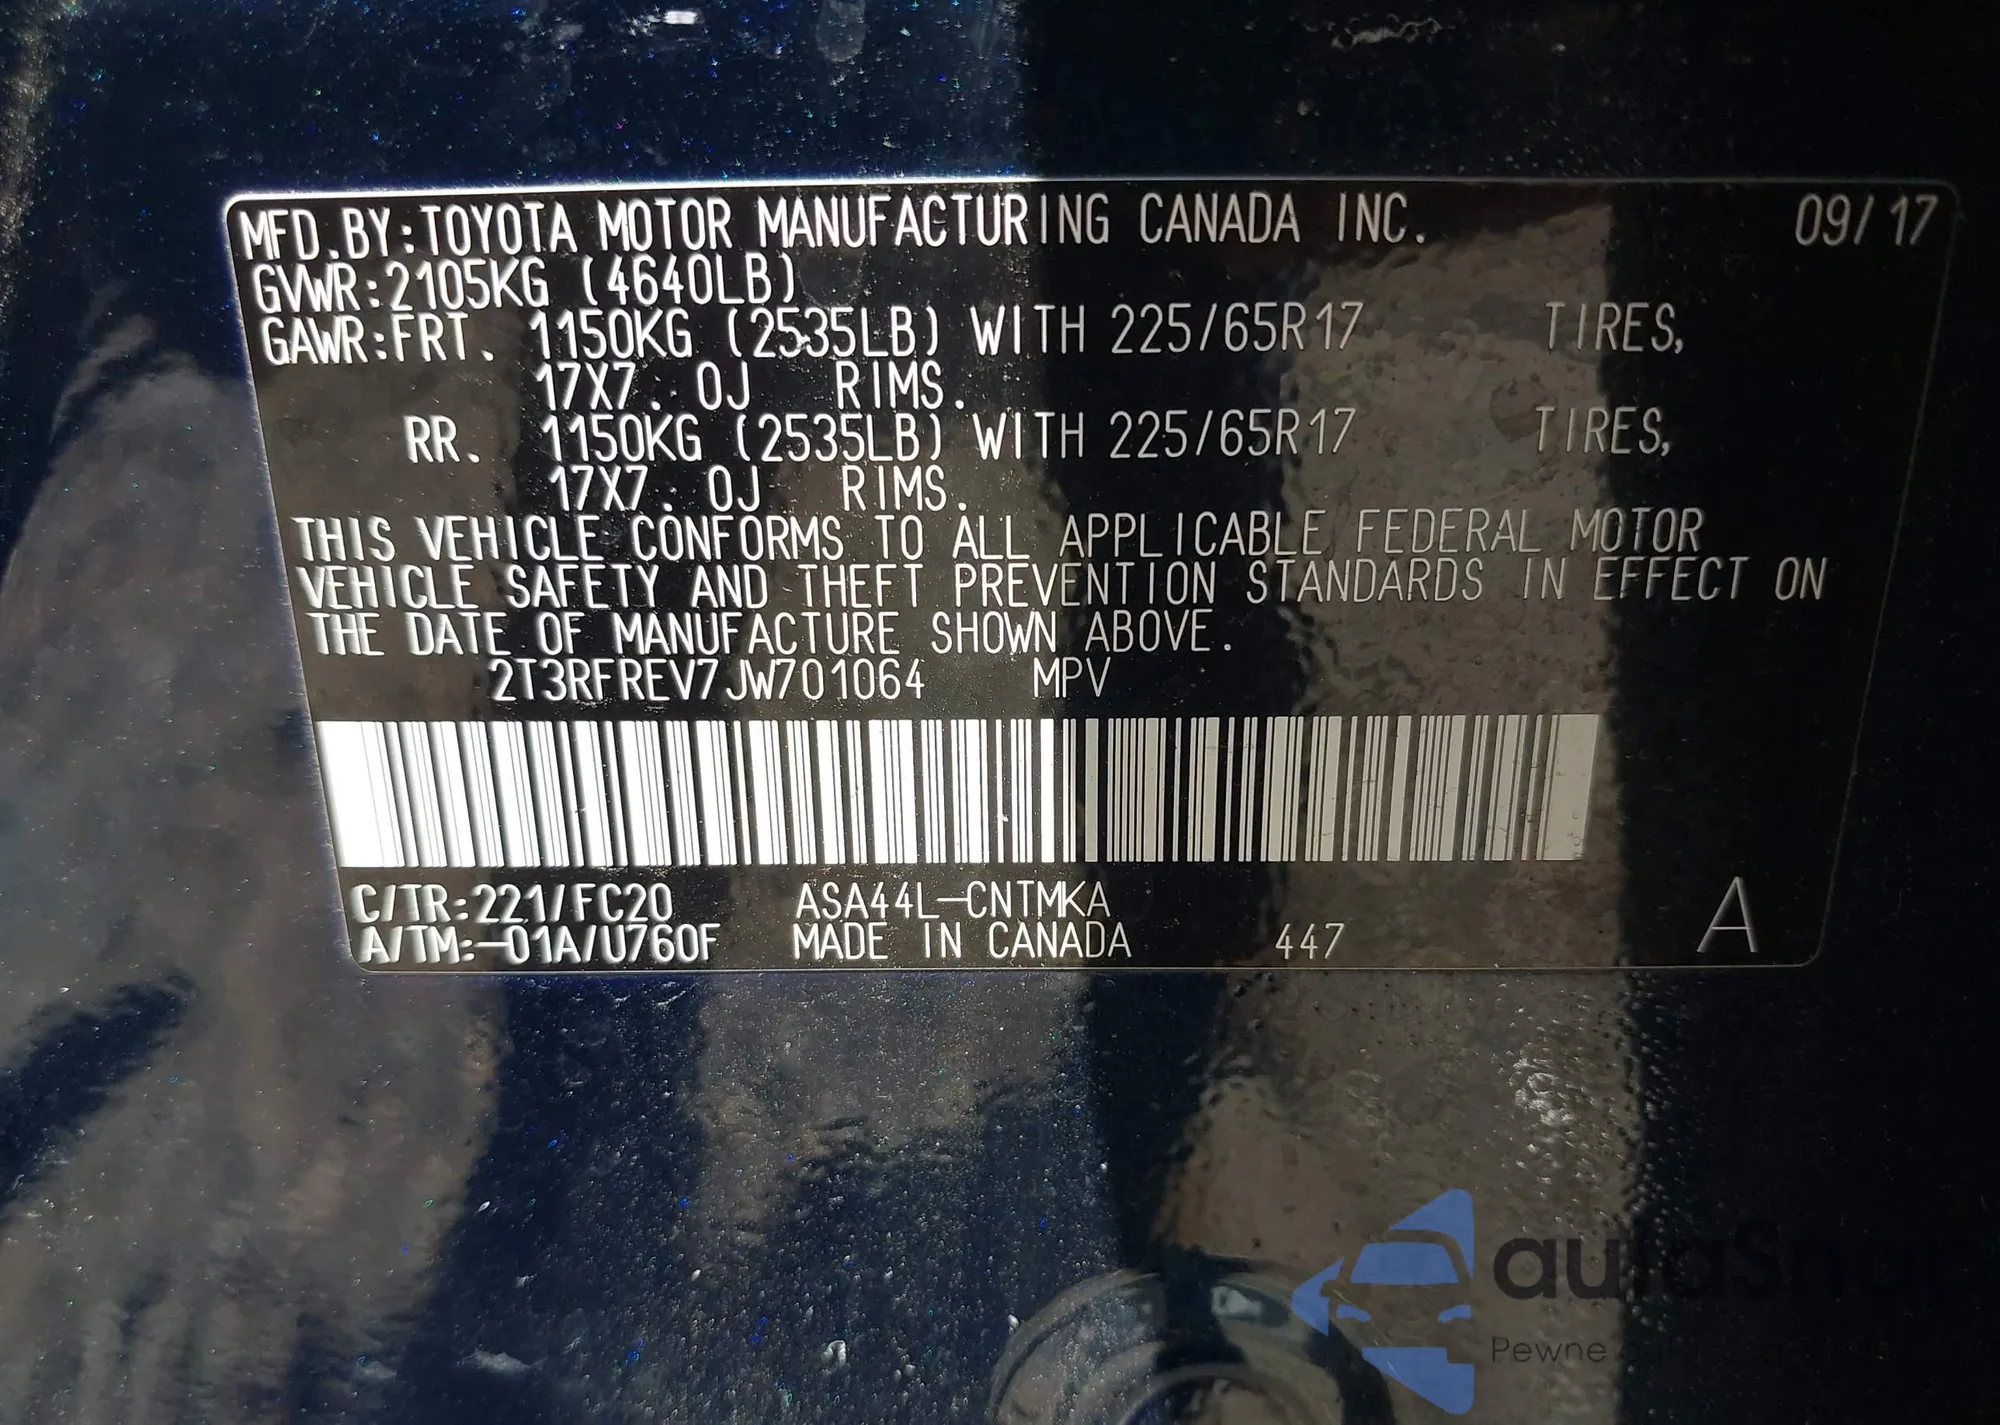 MFD.BY:TOYOTA MOTOR MANUFACTURING CANADA INC. 09/17
GVWR:2105KG (4640LB)
GAWR:FRT. 1150KG (2535LB) WITH 225/65R17 TIRES,
17X7.0J RIMS.
RR. 1150KG (2535LB) WITH 225/65R17 TIRES,
17X7.0J RIMS.
THIS VEHICLE CONFORMS TO ALL APPLICABLE FEDERAL MOTOR
VEHICLE SAFETY AND THEFT PREVENTION STANDARDS IN EFFECT ON
THE DATE OF MANUFACTURE SHOWN ABOVE.
2T3RFREV7JW701064 MPV
C/TR:221/FC20 ASA44L-CNTMKA A
A/TM:-01A/U760F MADE IN CANADA 447
Pewne